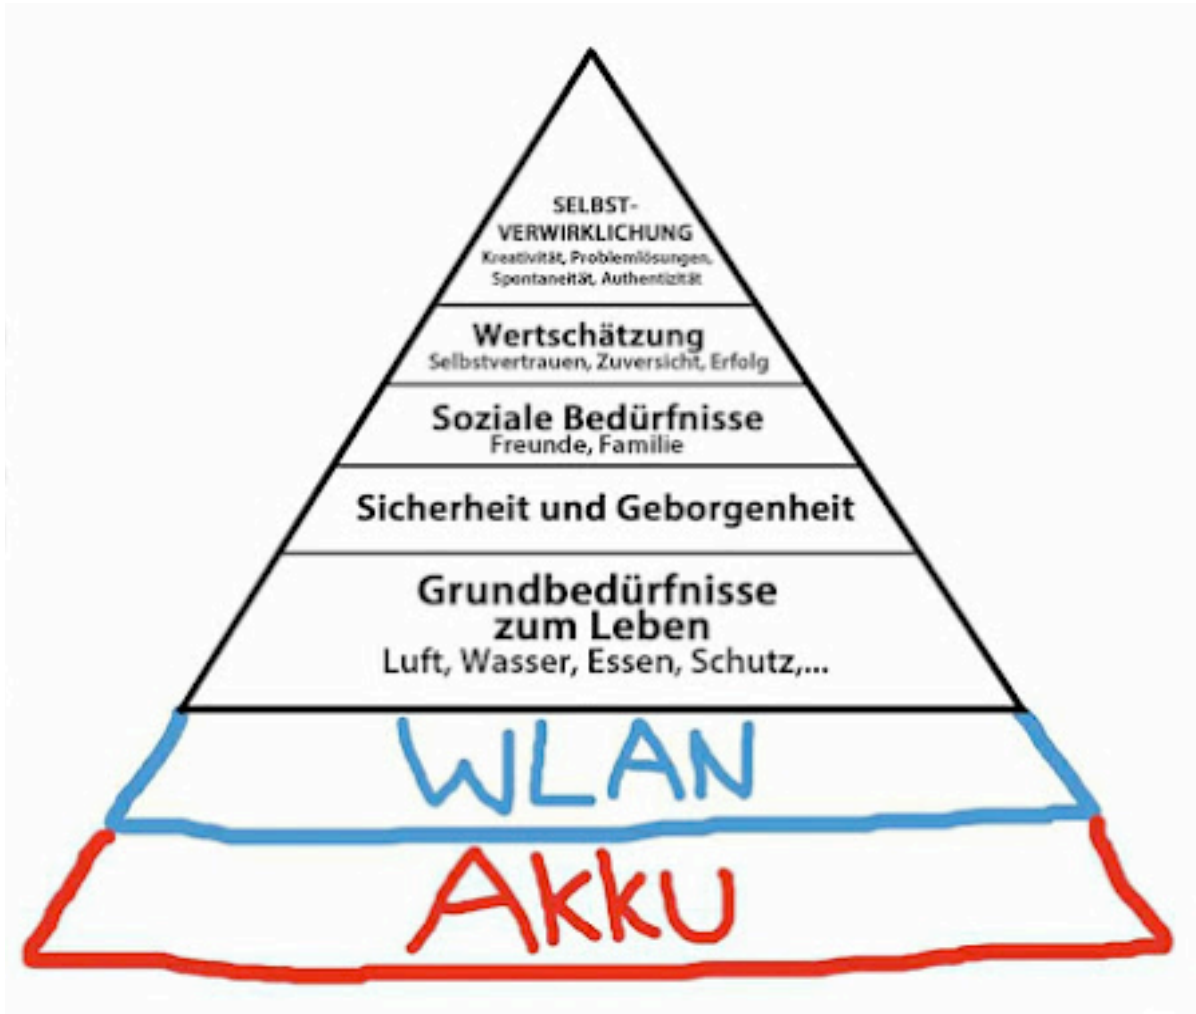 SELBST-
VERWIRKLICHUNG
Kreativität, Problemlösungen,
Spontaneität, Authentizität
Wertschätzung
Selbstvertrauen, Zuversicht, Erfolg
Soziale Bedürfnisse
Freunde, Familie
Sicherheit und Geborgenheit
Grundbedürfnisse
zum Leben
Luft, Wasser, Essen, Schutz,...
WLAN
Akku